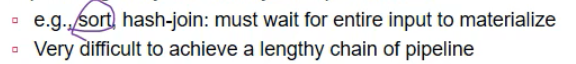 e.g., sort, hash-join: must wait for entire input to materialize
Very difficult to achieve a lengthy chain of pipeline